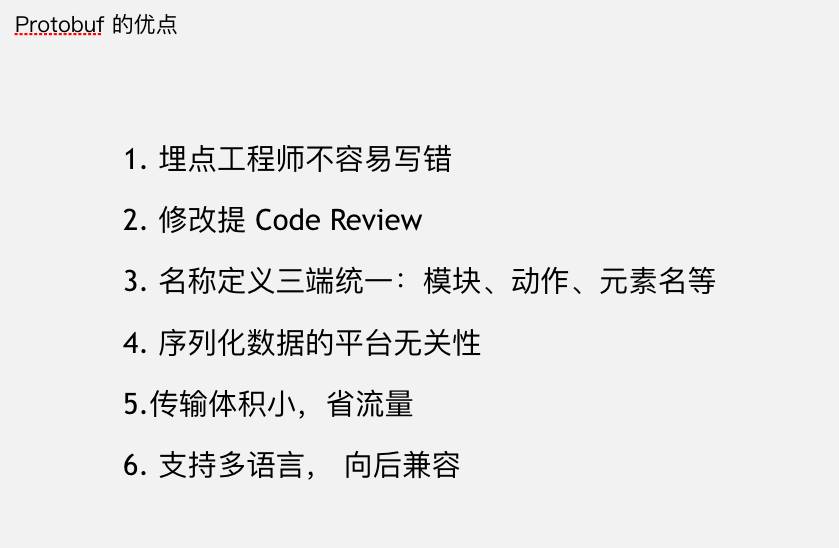 Protobuf 的优点
1. 埋点工程师不容易写错
2. 修改提 Code Review
3. 名称定义三端统一：模块、动作、元素名等
4. 序列化数据的平台无关性
5.传输体积小，省流量
6. 支持多语言， 向后兼容